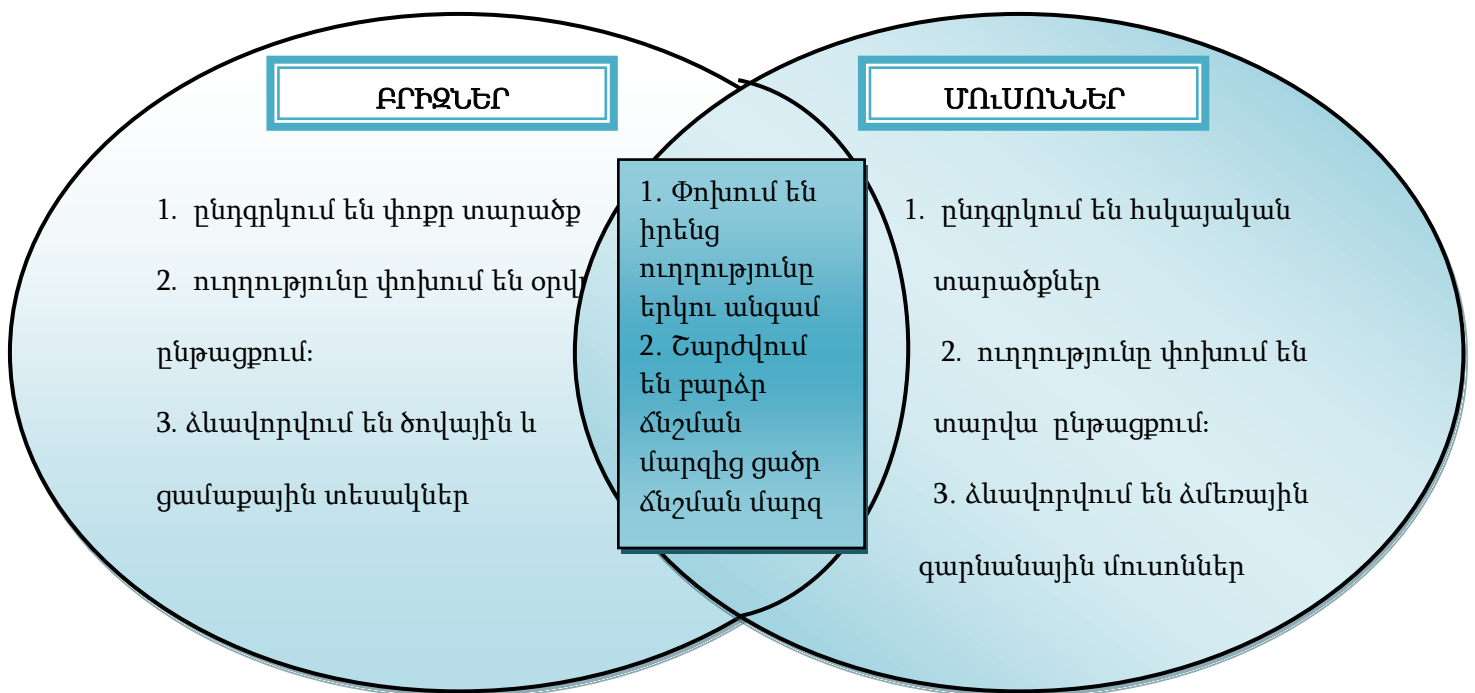 ԲՐԻԶՆԵՐ
1. ընդգրկում են փոքր տարածք
2. ուղղությունը փոխում են օրվ
ընթացքում:
3. ձևավորվում են ծովային և
ցամաքային տեսակներ
1. Փոխում են
իրենց
ուղղությունը
երկու անգամ
2. Շարժվում
են բարձր
ճնշման
մարզից ցածր
ճնշման մարզ
ՄՈւՍՈՆՆԵՐ
1. ընդգրկում են հսկայական
տարածքներ
2. ուղղությունը փոխում են
տարվա ընթացքում:
3. ձևավորվում են ձմեռային
գարնանային մուսոններ